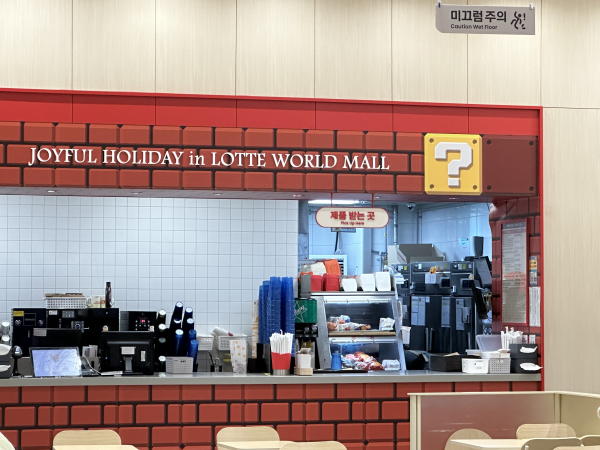 미끄럼 주의
Caution Wet Floor
JOYFUL HOLIDAY in LOTTE WORLD MALL
?
제품 받는 곳
Pick Up Here